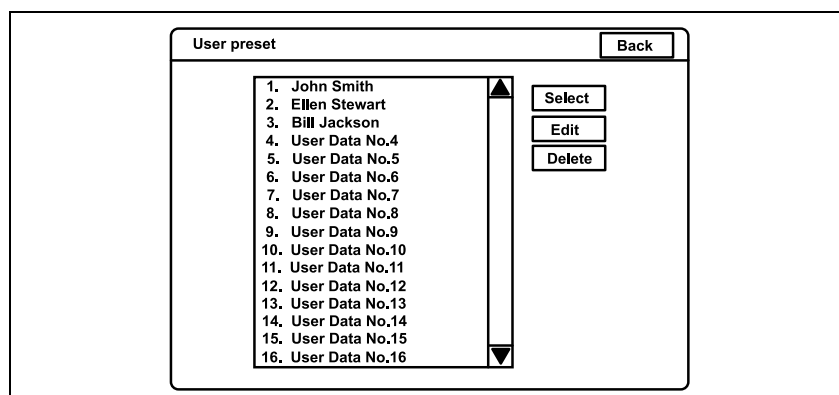 User preset
Back
1. John Smith
2. Ellen Stewart
3. Bill Jackson
4. User Data No.4
5. User Data No.5
6. User Data No.6
7. User Data No.7
8. User Data No.8
9. User Data No.9
10. User Data No.10
11. User Data No.11
12. User Data No.12
13. User Data No.13
14. User Data No.14
15. User Data No.15
16. User Data No.16
Select
Edit
Delete